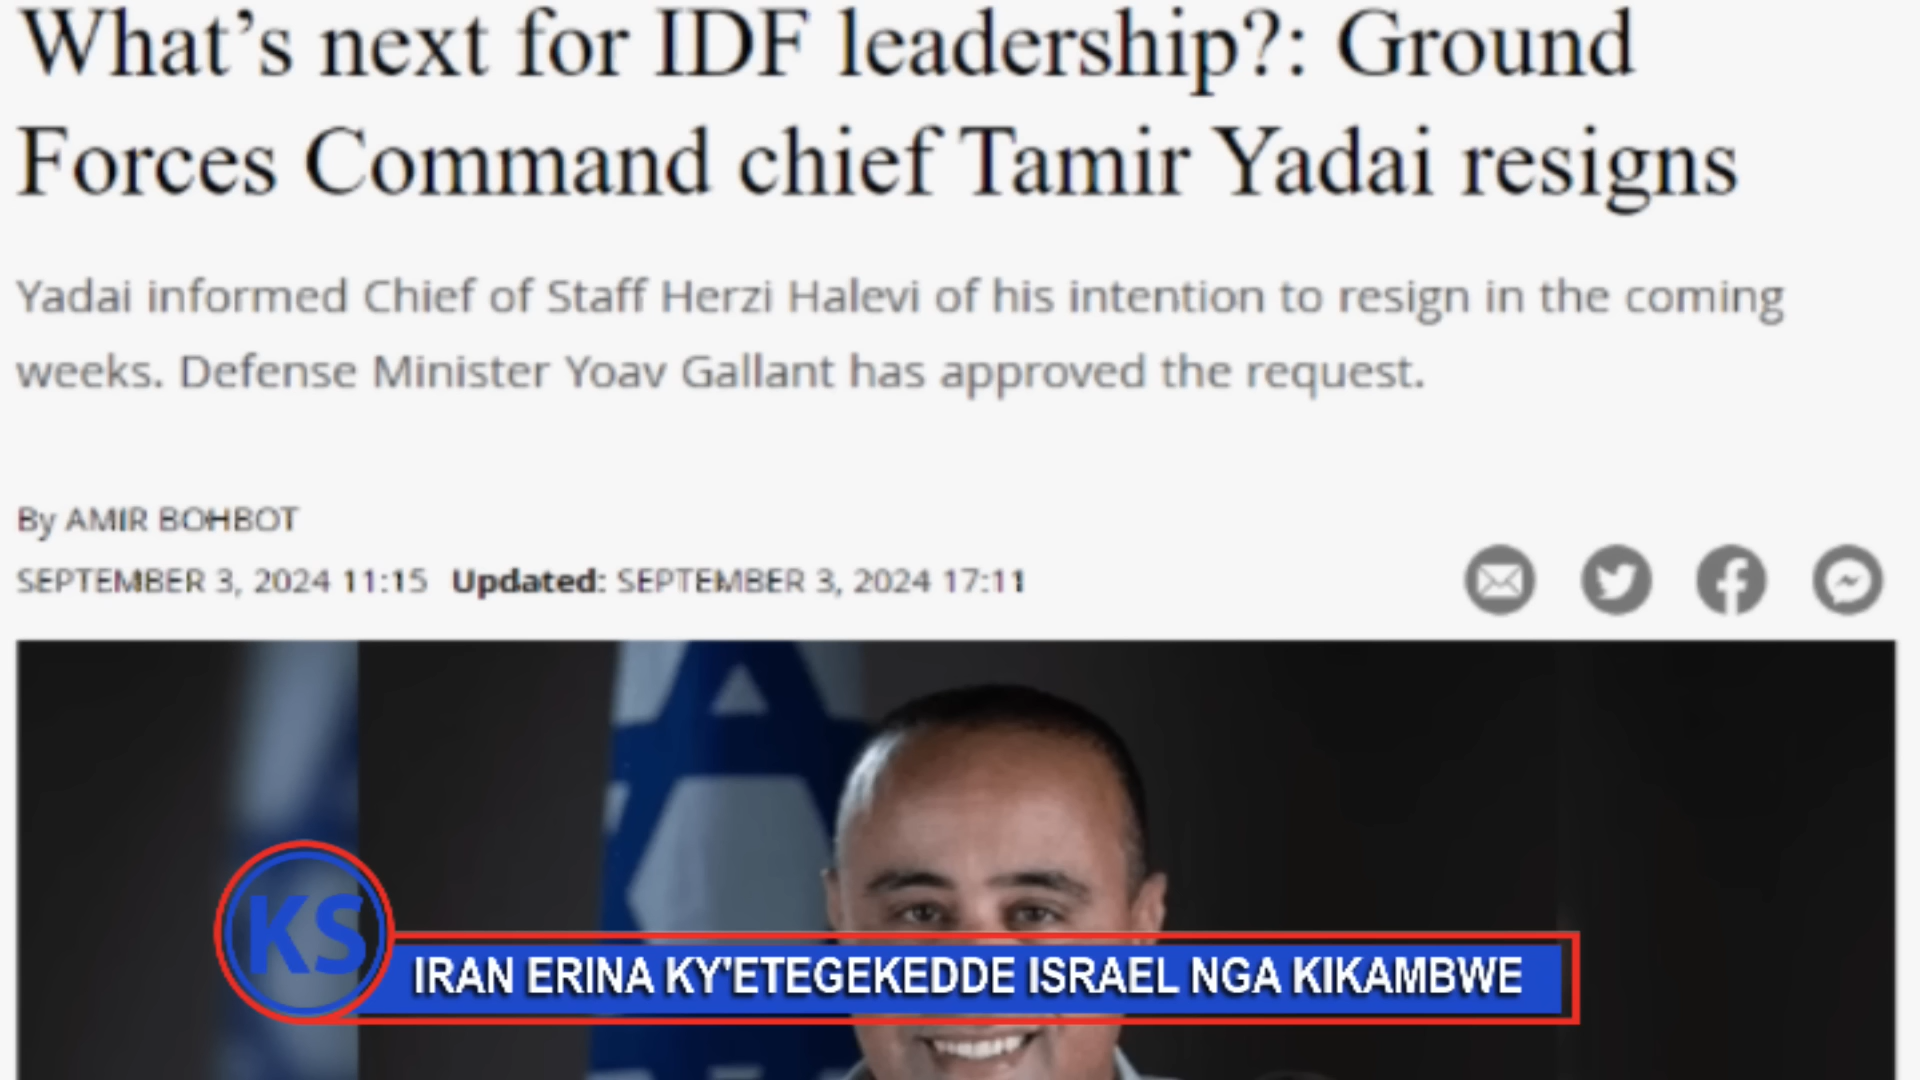 What's next for IDF leadership?: Ground
Forces Command chief Tamir Yadai resigns
Yadai informed Chief of Staff Herzi Halevi of his intention to resign in the coming
weeks. Defense Minister Yoav Gallant has approved the request.
By AMIR BOHBOT
SEPTEMBER 3, 2024 11:15 Updated: SEPTEMBER 3, 2024 17:11
KS
IRAN ERINA KY'ETEGEKEDDE ISRAEL NGA KIKAMBWE